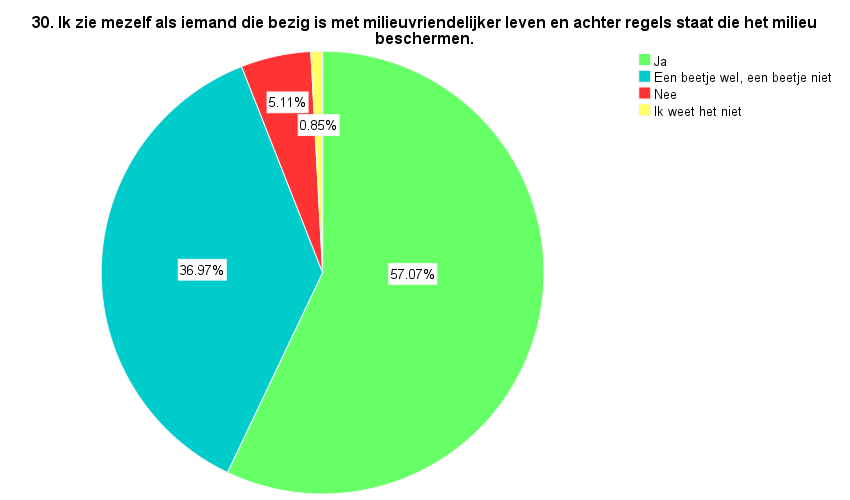 30. Ik zie mezelf als iemand die bezig is met milieuvriendelijker leven en achter regels staat die het milieu
beschermen.
Ja
Een beetje wel, een beetje niet
Nee
Ik weet het niet
5.11%
0.85%
36.97%
57.07%